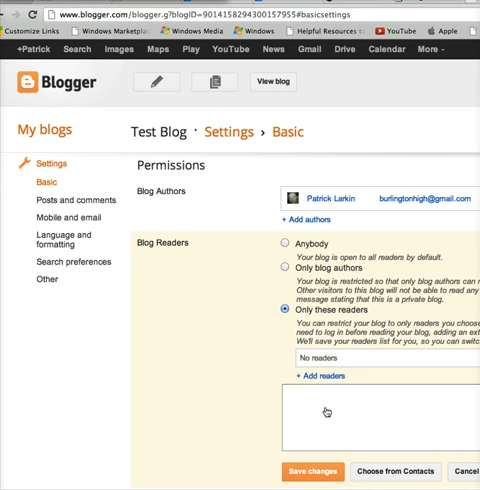 www.blogger.com/blogger.g?blogID=9014158294300157955#basicsettings
Customize Links Windows Marketpla Windows Media Windows Helpful Resources to YouTube Apple
+Patrick Search Images Maps Play YouTube News Gmail Drive Calendar More
Blogger View blog
My blogs Test Blog · Settings › Basic
Settings
Basic
Posts and comments
Mobile and email
Language and
formatting
Search preferences
Other
Permissions
Blog Authors
Patrick Larkin burlingtonhigh@gmail.com
+ Add authors
Blog Readers
Anybody
Your blog is open to all readers by default.
Only blog authors
Your blog is restricted so that only blog authors can r
Other visitors to this blog will not be able to read any
message stating that this is a private blog.
Only these readers
You can restrict your blog to only readers you choose
need to log in before reading your blog, adding an ext
We'll save your readers list for you, so you can switc
No readers
+ Add readers
Save changes Choose from Contacts Cancel